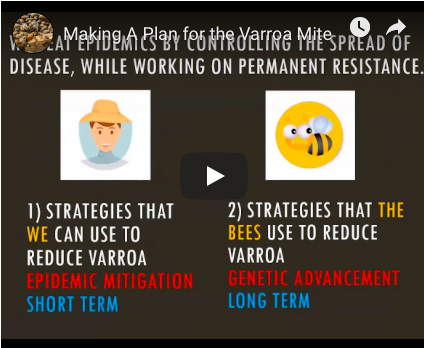 Making A Plan for the Varroa Mite
EAT EPIDEMICS BY CONTROLLING THE SPREAD OF
DISEASE, WHILE WORKING ON PERMANENT RESISTANCE.
1) STRATEGIES THAT
WE CAN USE TO
REDUCE VARROA
EPIDEMIC MITIGATION
SHORT TERM
2) STRATEGIES THAT THE
BEES USE TO REDUCE
VARROA
GENETIC ADVANCEMENT
LONG TERM